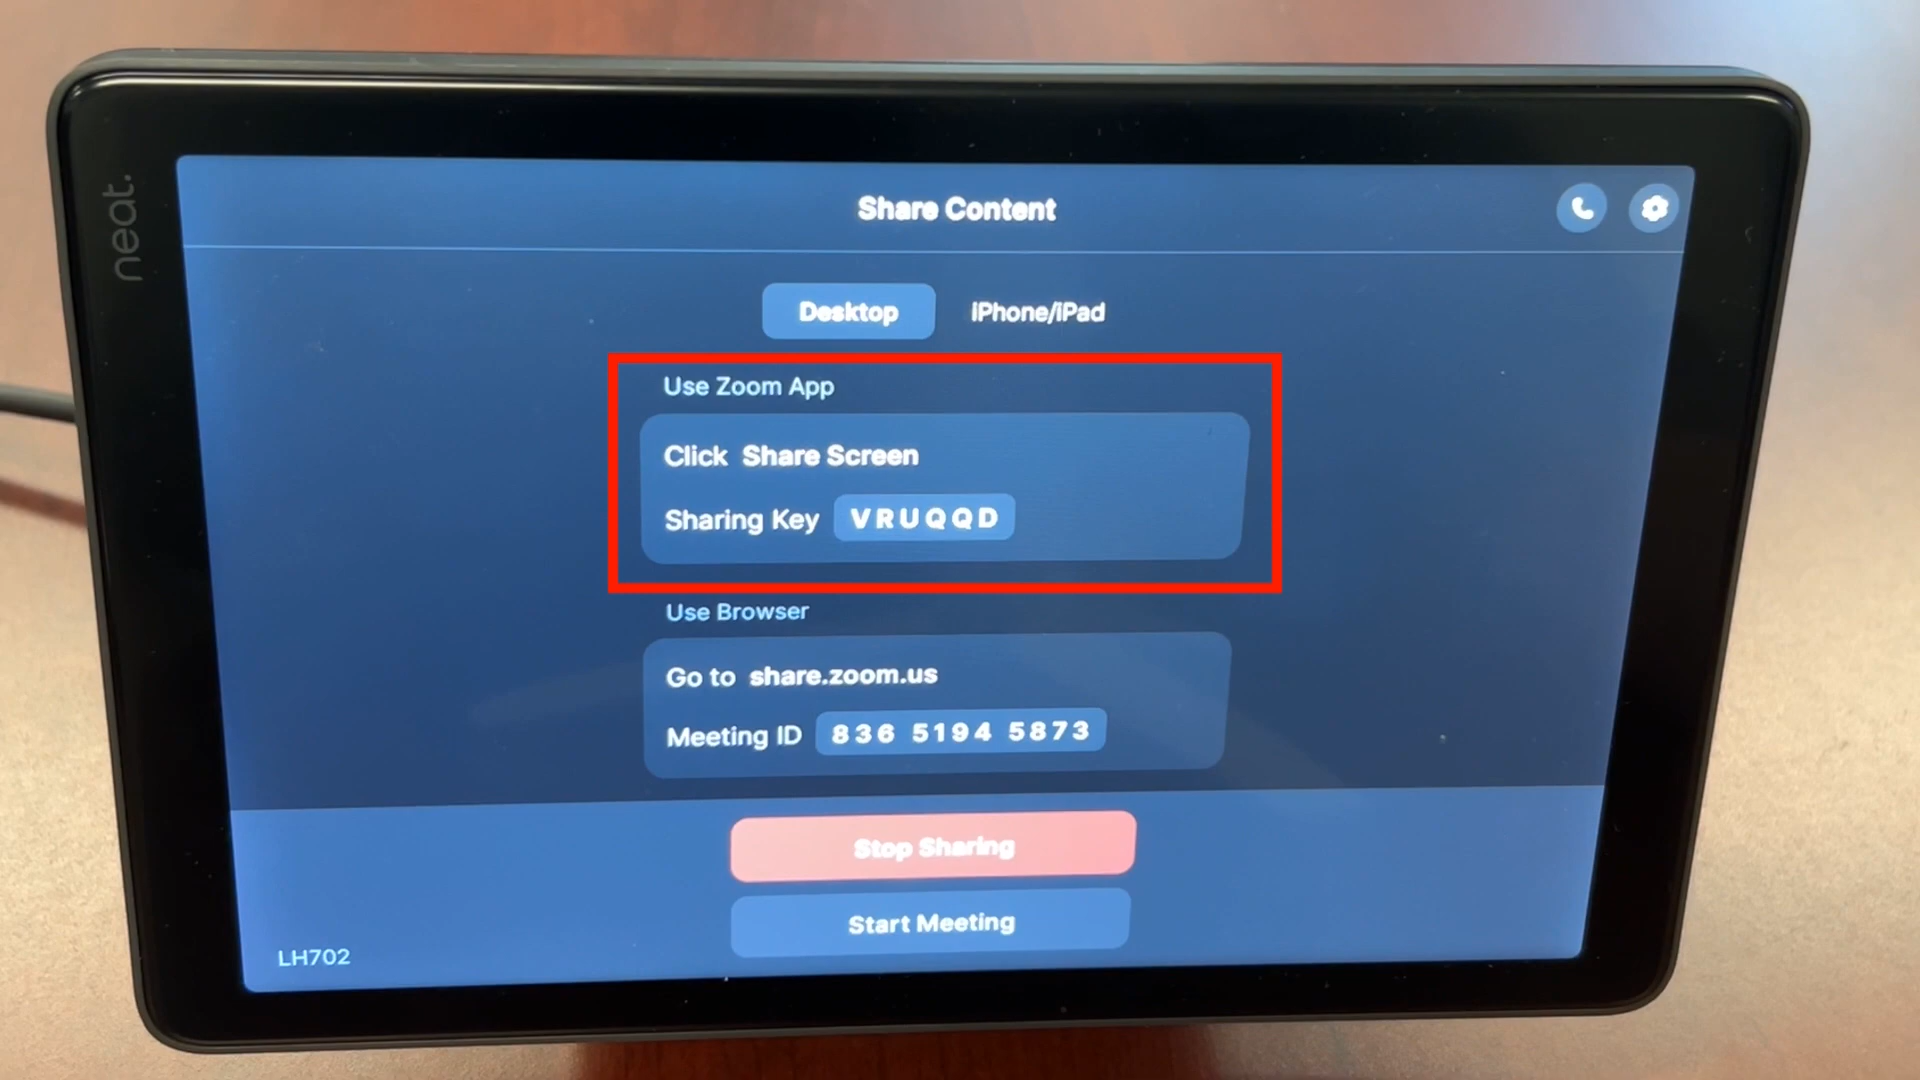 neat.
Share Content
Desktop iPhone/iPad
Use Zoom App
Click Share Screen
Sharing Key VRUQQD
Use Browser
Go to share.zoom.us
Meeting ID 836 5194 5873
Stop Sharing
Start Meeting
LH702